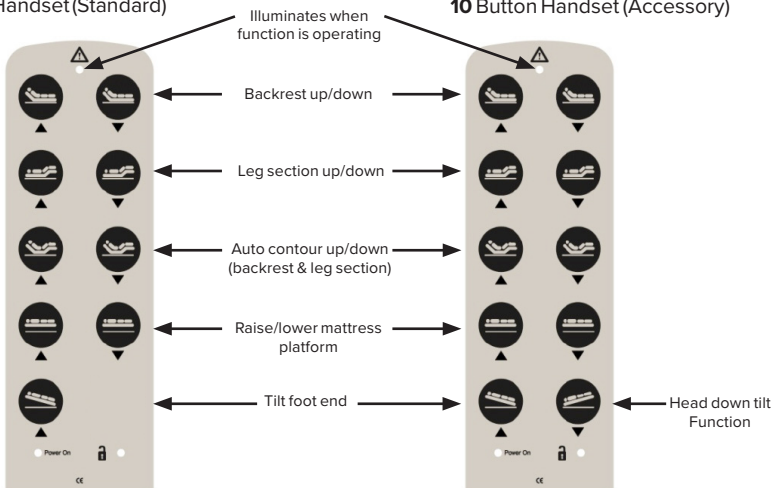 Handset (Standard)
10 Button Handset (Accessory)
Illuminates when
function is operating
Backrest up/down
Leg section up/down
Auto contour up/down
(backrest & leg section)
Raise/lower mattress
platform
Tilt foot end
Head down tilt
Function
Power On
CE
Power On
CE